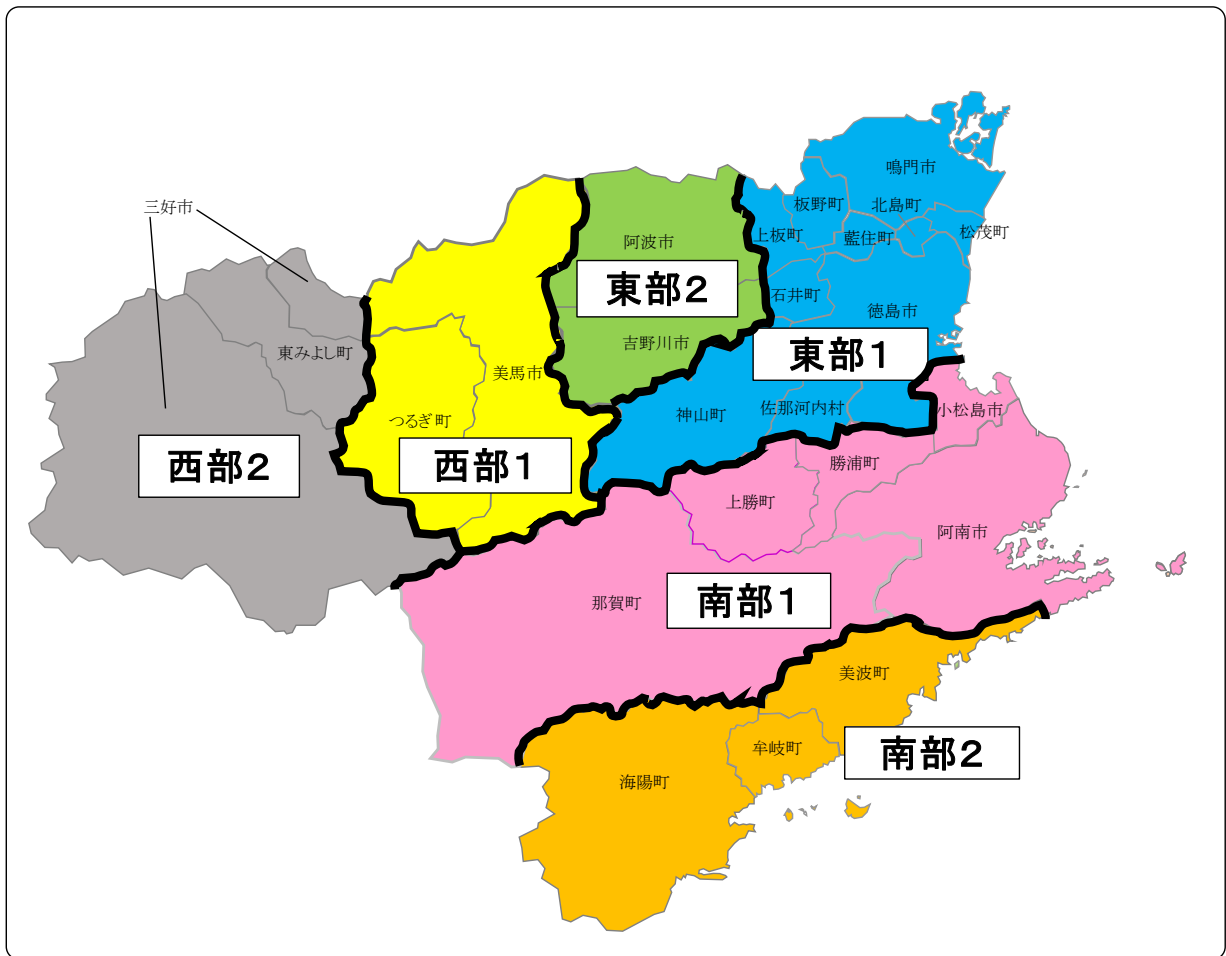 鳴門市
板野町
北島町
三好市
松茂町
上板町
藍住町
阿波市
東部2
石井町
徳島市
吉野川市
東部1
東みよし町
美馬市
神山町
佐那河内村
小松島市
つるぎ町
西部2
西部1
勝浦町
上勝町
阿南市
那賀町
南部1
美波町
牟岐町
南部2
海陽町